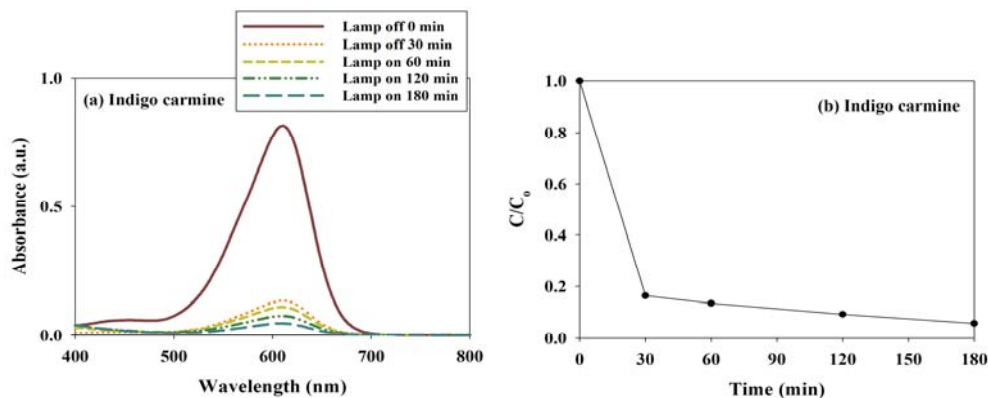 Lamp off 0 min
Lamp off 30 min
Lamp on 60 min
Lamp on 120 min
Lamp on 180 min
(a) Indigo carmine
1.0
0.5
0.0
400
500
600
700
800
Absorbance (a.u.)
Wavelength (nm)
(b) Indigo carmine
1.0
0.8
0.6
0.4
0.2
0.0
0
30
60
90
120
150
180
C/Co
Time (min)